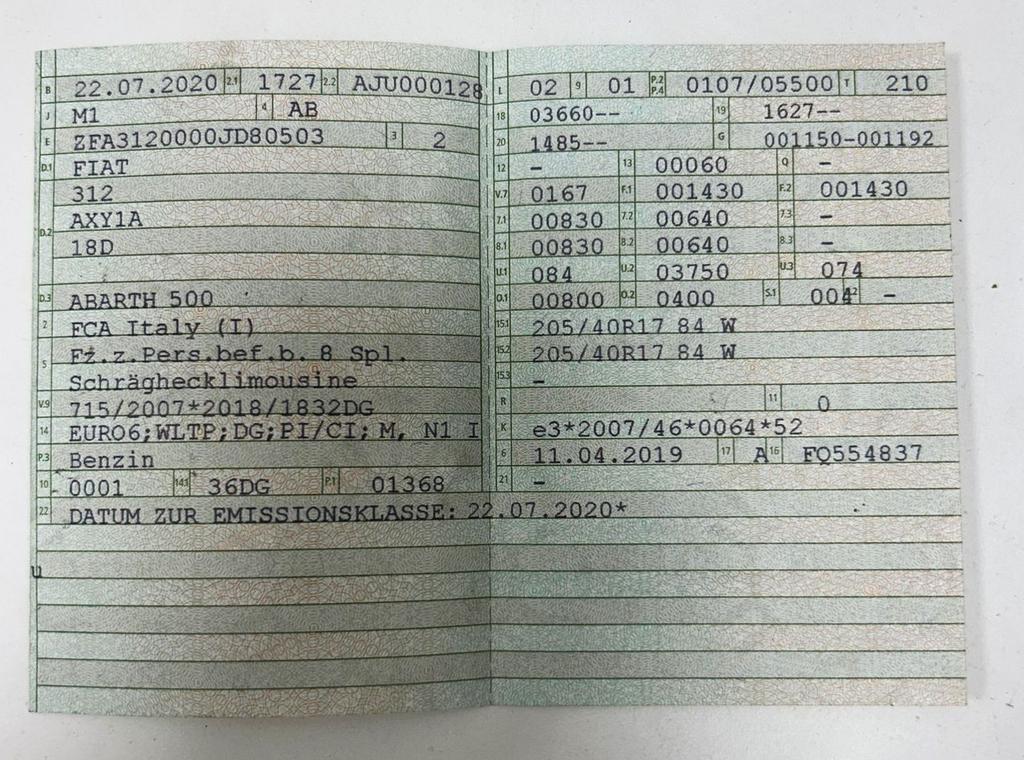 B 22.07.2020 2.1 1727 2.2 AJU000128
J M1 4 AB
E ZFA3120000JD80503 3 2
D.1 FIAT
312
D.2 AXY1A
18D
D.3 ABARTH 500
2 FCA Italy (I)
5 Fz.z.Pers.bef.b. 8 Spl.
Schräghecklimousine
V.9 715/2007*2018/1832DG
14 EURO6;WLTP;DG;PI/CI; M, N1 I
P.3 Benzin
10 0001 14.1 36DG P.1 01368
22 DATUM ZUR EMISSIONSKLASSE: 22.07.2020*
u
L 02 9 01 P.2 P.4 0107/05500 T 210
18 03660-- 19 1627--
20 1485-- G 001150-001192
12 - 13 00060 Q -
V.7 0167 F.1 001430 F.2 001430
7.1 00830 7.2 00640 7.3 -
8.1 00830 8.2 00640 8.3 -
U.1 084 U.2 03750 U.3 074
O.1 00800 O.2 0400 S.1 004 -
15.1 205/40R17 84 W
15.2 205/40R17 84 W
15.3 -
R 11 0
K e3*2007/46*0064*52
6 11.04.2019 17 A 16 FQ554837
21 -